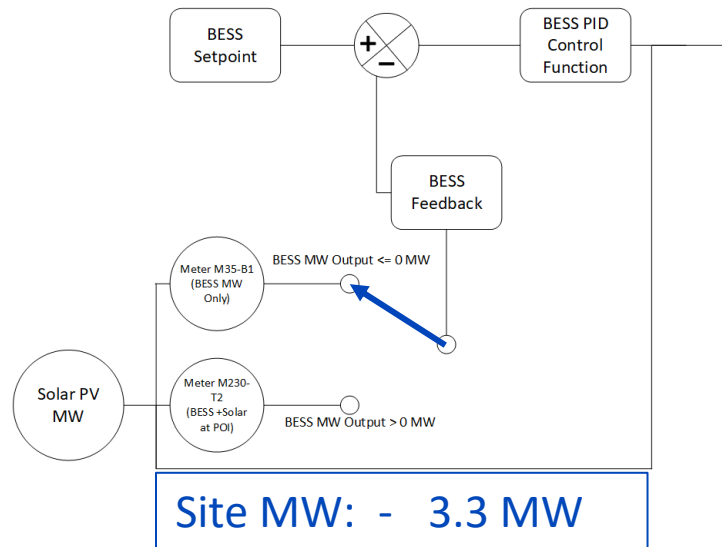 BESS
Setpoint
+
−
BESS PID
Control
Function
BESS
Feedback
Meter M35-B1
(BESS MW
Only)
BESS MW Output <= 0 MW
Solar PV
MW
Meter M230-
T2
(BESS +Solar
at POI)
BESS MW Output > 0 MW
Site MW: - 3.3 MW